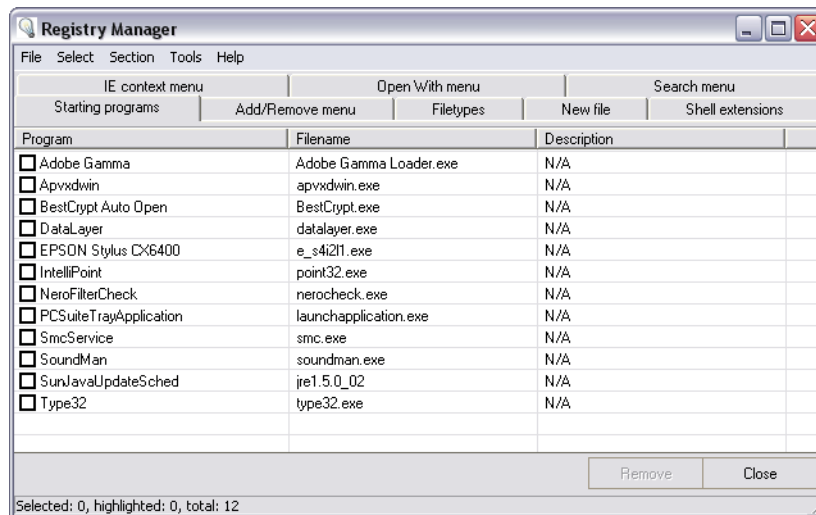 Registry Manager
File Select Section Tools Help
IE context menu Open With menu Search menu
Starting programs Add/Remove menu Filetypes New file Shell extensions
Program Filename Description
Adobe Gamma Adobe Gamma Loader.exe N/A
Apvxdwin apvxdwin.exe N/A
BestCrypt Auto Open BestCrypt.exe N/A
DataLayer datalayer.exe N/A
EPSON Stylus CX6400 e_s4i2l1.exe N/A
IntelliPoint point32.exe N/A
NeroFilterCheck nerocheck.exe N/A
PCSuiteTrayApplication launchapplication.exe N/A
SmcService smc.exe N/A
SoundMan soundman.exe N/A
SunJavaUpdateSched jre1.5.0_02 N/A
Type32 type32.exe N/A
Remove Close
Selected: 0, highlighted: 0, total: 12